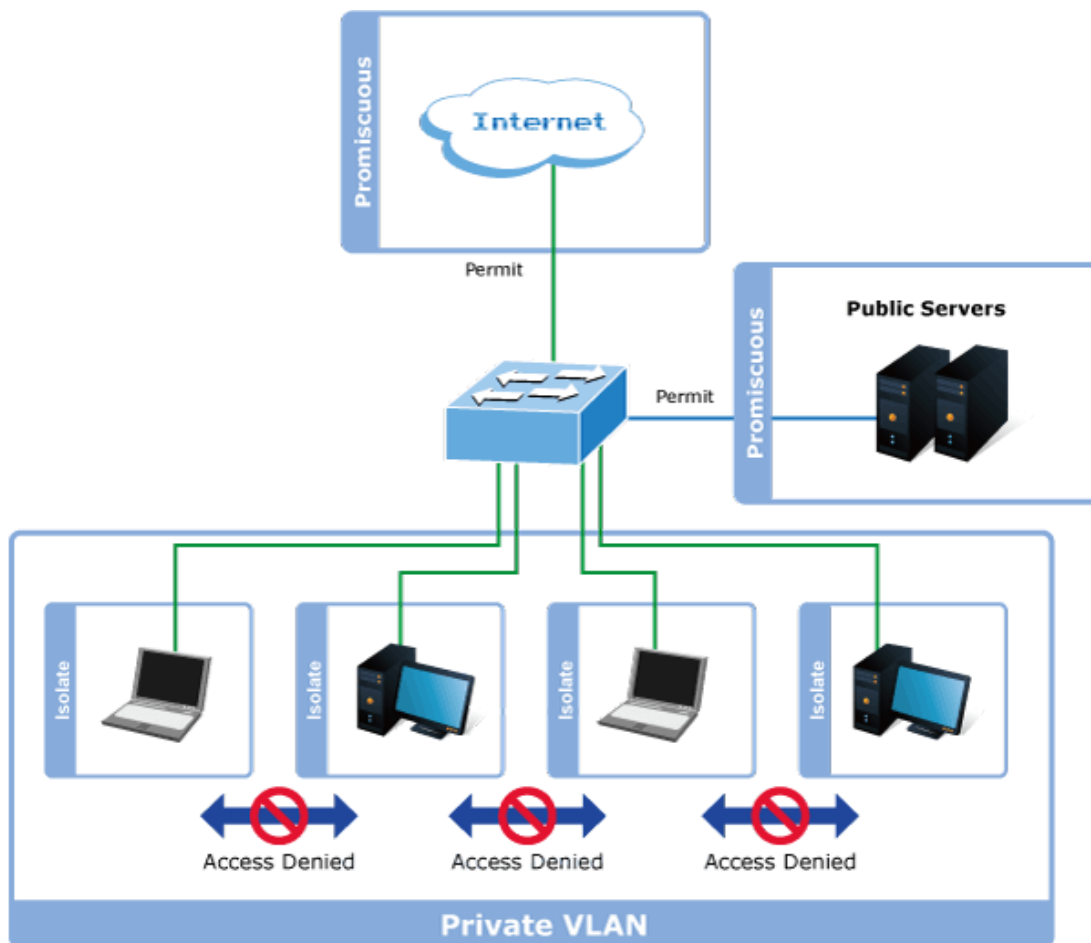 Promiscuous
Internet
Permit
Public Servers
Permit
Promiscuous
Isolate
Isolate
Isolate
Isolate
Access Denied
Access Denied
Access Denied
Private VLAN